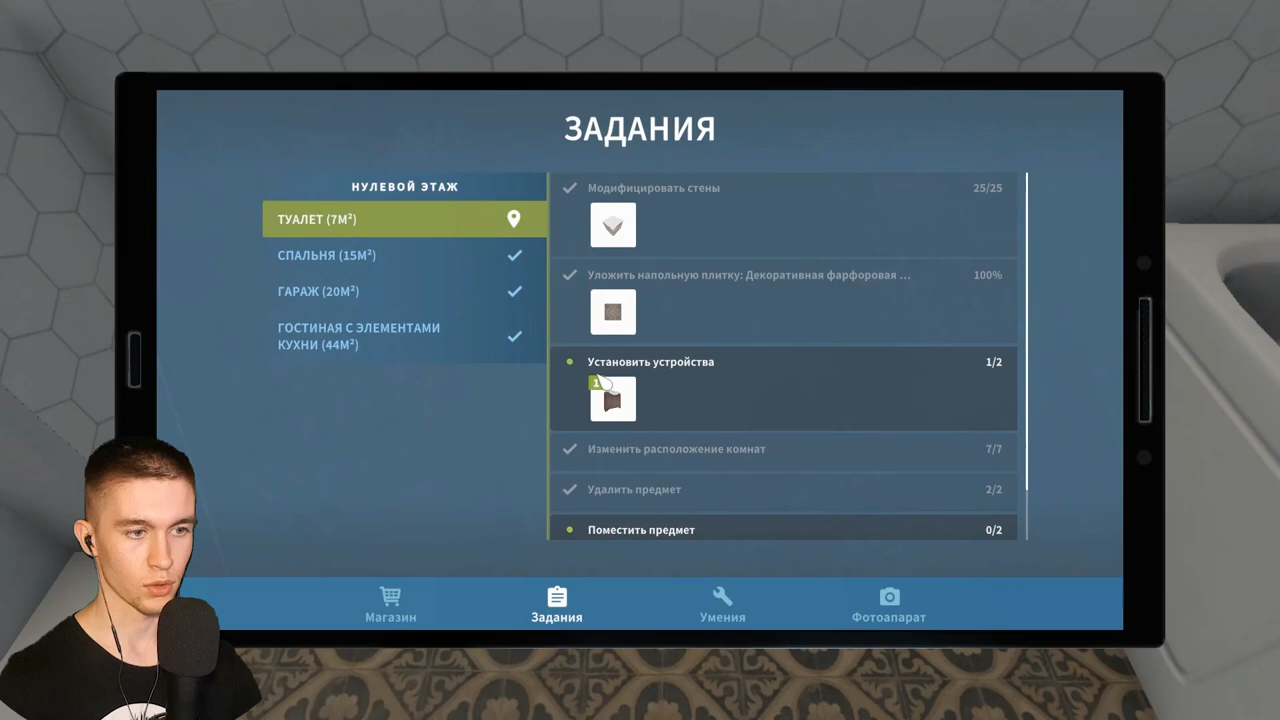 ЗАДАНИЯ
НУЛЕВОЙ ЭТАЖ
ТУАЛЕТ (7М²)
СПАЛЬНЯ (15М²)
ГАРАЖ (20М²)
ГОСТИНАЯ С ЭЛЕМЕНТАМИ
КУХНИ (44М²)
Модифицировать стены 25/25
Уложить напольную плитку: Декоративная фарфоровая ... 100%
Установить устройства 1/2
1
Изменить расположение комнат 7/7
Удалить предмет 2/2
Поместить предмет 0/2
Магазин
Задания
Умения
Фотоапарат